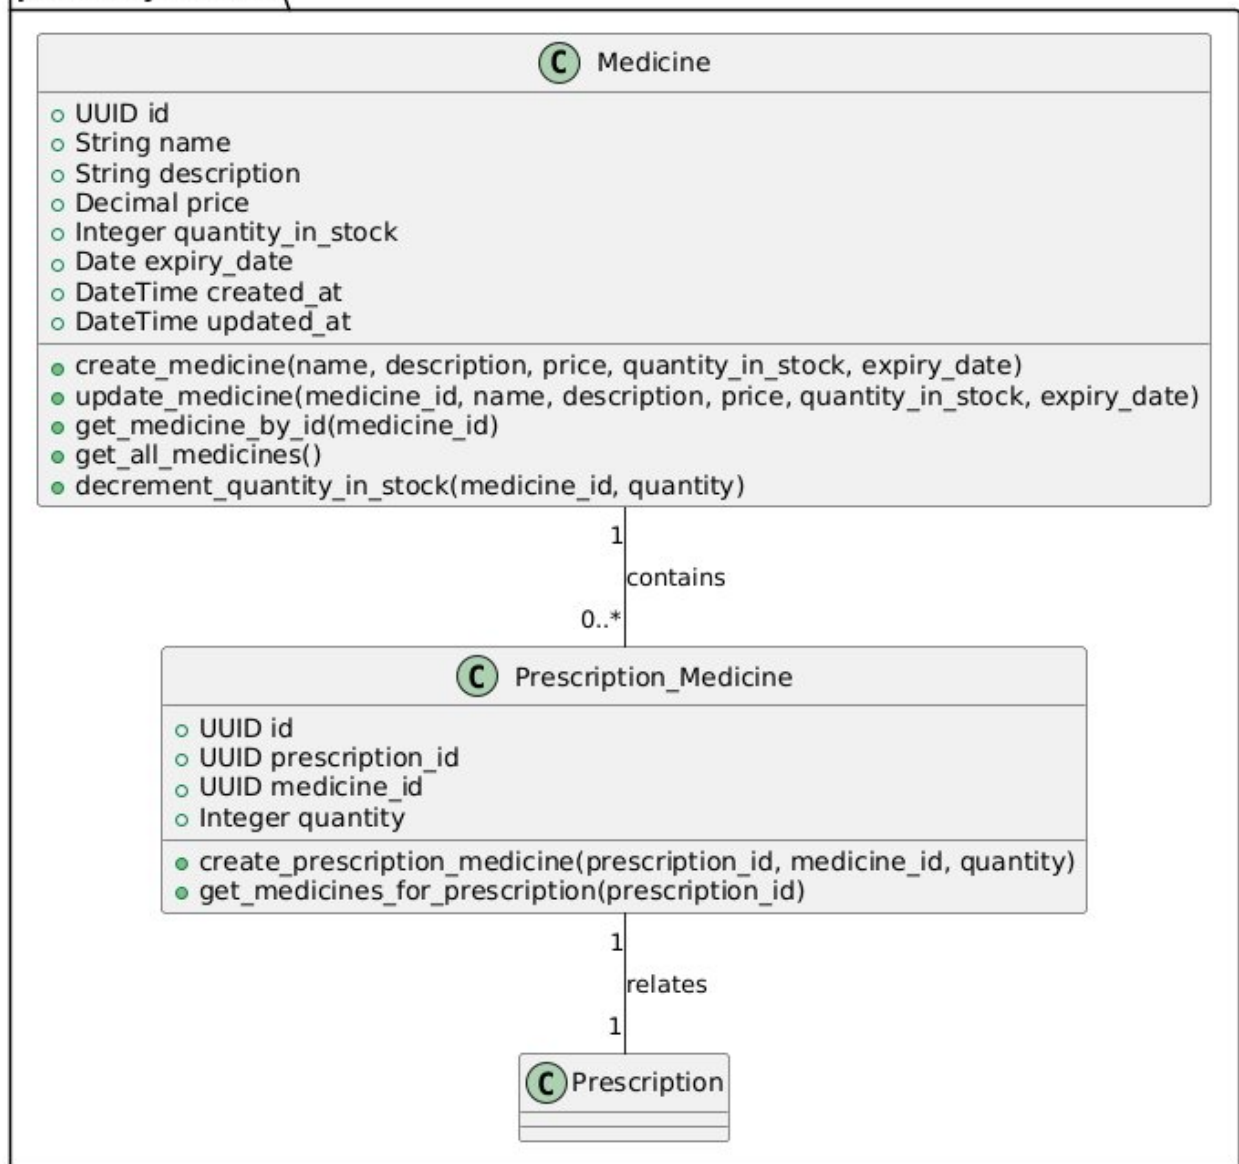 C Medicine
UUID id
String name
String description
Decimal price
Integer quantity_in_stock
Date expiry_date
DateTime created_at
DateTime updated_at
create_medicine(name, description, price, quantity_in_stock, expiry_date)
update_medicine(medicine_id, name, description, price, quantity_in_stock, expiry_date)
get_medicine_by_id(medicine_id)
get_all_medicines()
decrement_quantity_in_stock(medicine_id, quantity)
1
contains
0..*
C Prescription_Medicine
UUID id
UUID prescription_id
UUID medicine_id
Integer quantity
create_prescription_medicine(prescription_id, medicine_id, quantity)
get_medicines_for_prescription(prescription_id)
1
relates
1
C Prescription